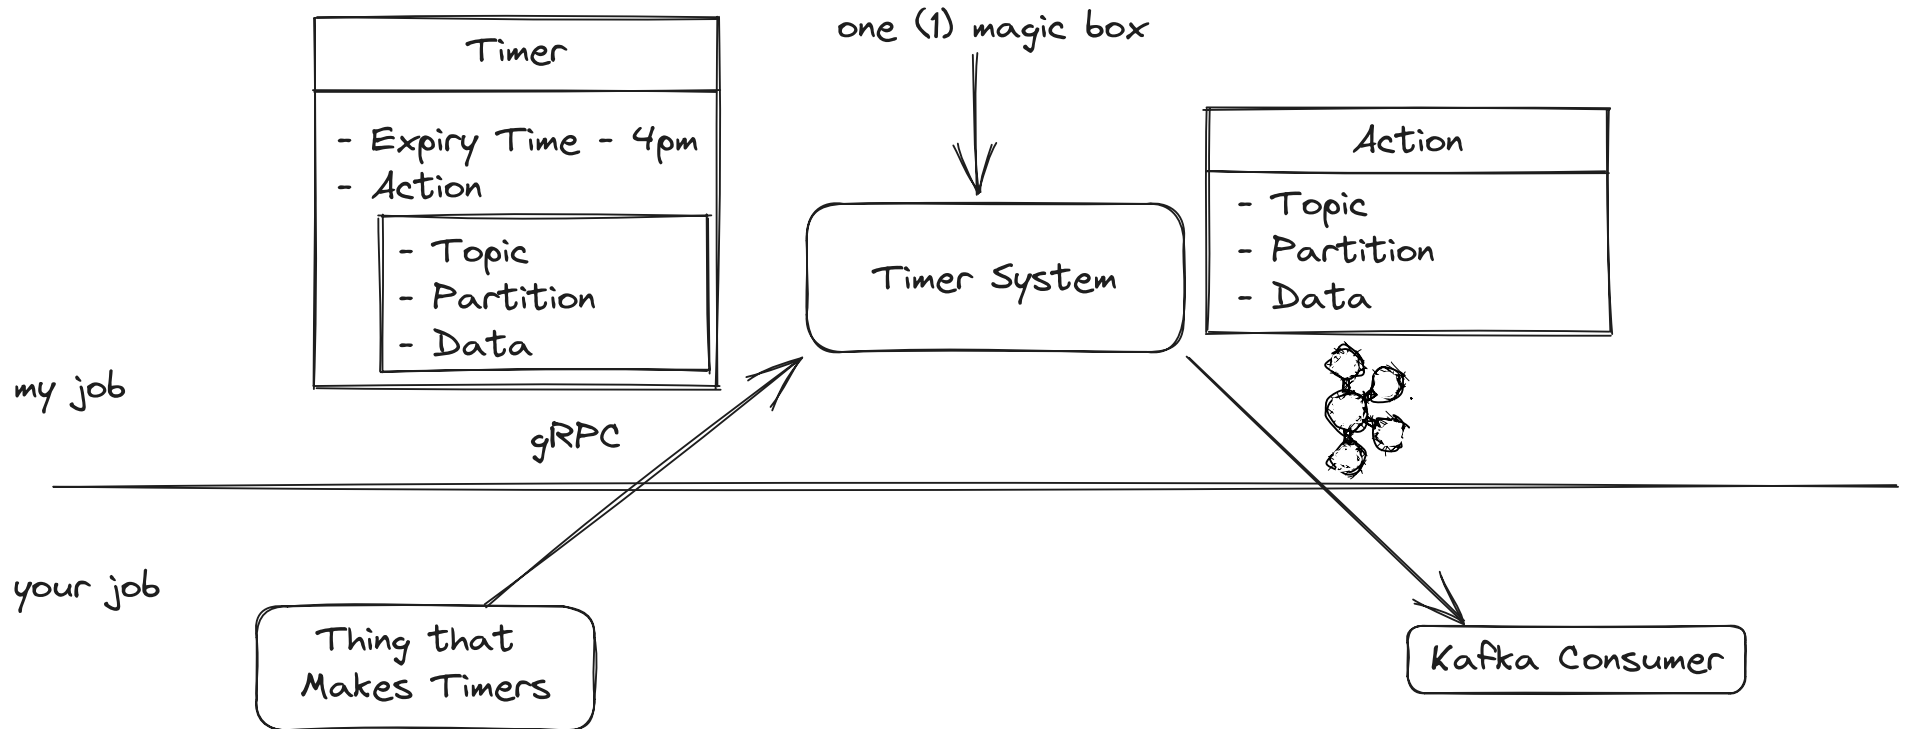 Timer
- Expiry Time - 4pm
- Action
- Topic
- Partition
- Data
one (1) magic box
Timer System
Action
- Topic
- Partition
- Data
my job
gRPC
your job
Thing that
Makes Timers
Kafka Consumer